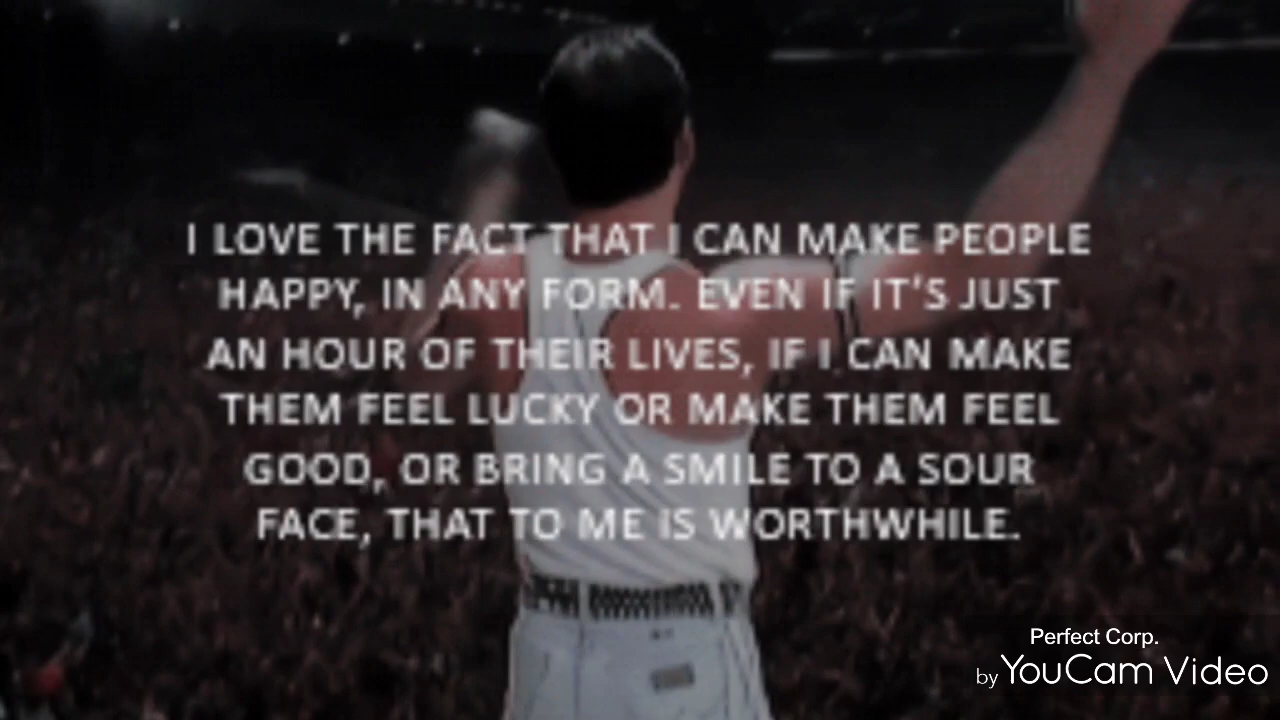 I LOVE THE FACT THAT I CAN MAKE PEOPLE
HAPPY, IN ANY FORM. EVEN IF IT'S JUST
AN HOUR OF THEIR LIVES, IF I CAN MAKE
THEM FEEL LUCKY OR MAKE THEM FEEL
GOOD, OR BRING A SMILE TO A SOUR
FACE, THAT TO ME IS WORTHWHILE.
Perfect Corp.
by YouCam Video